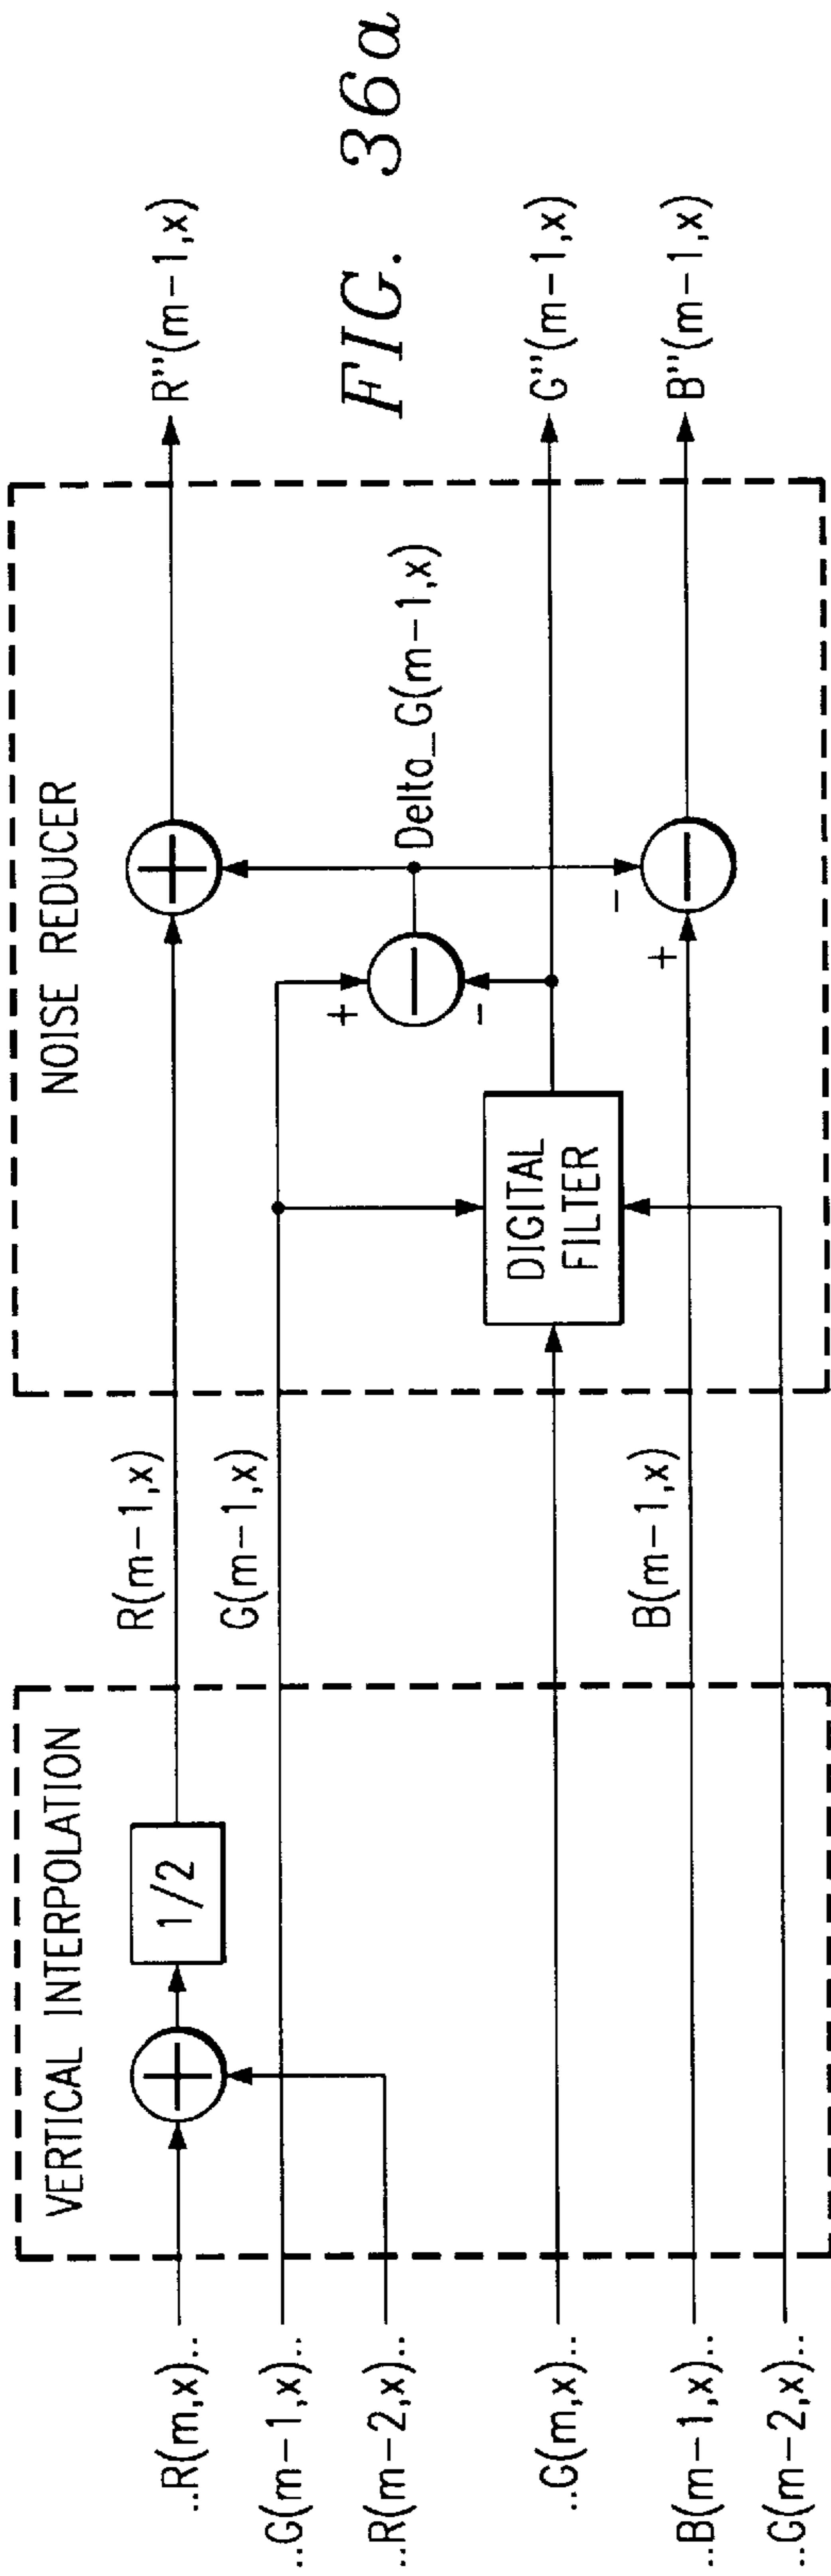 VERTICAL INTERPOLATION
NOISE REDUCER
..R(m,x)..
..G(m-1,x)..
..R(m-2,x)..
..G(m,x)..
..B(m-1,x)..
..G(m-2,x)..
+
1/2
R(m-1,x)
G(m-1,x)
B(m-1,x)
DIGITAL
FILTER
+
-
-
+
Delta_G(m-1,x)
+
-
-
R"(m-1,x)
G"(m-1,x)
B"(m-1,x)
FIG. 36a